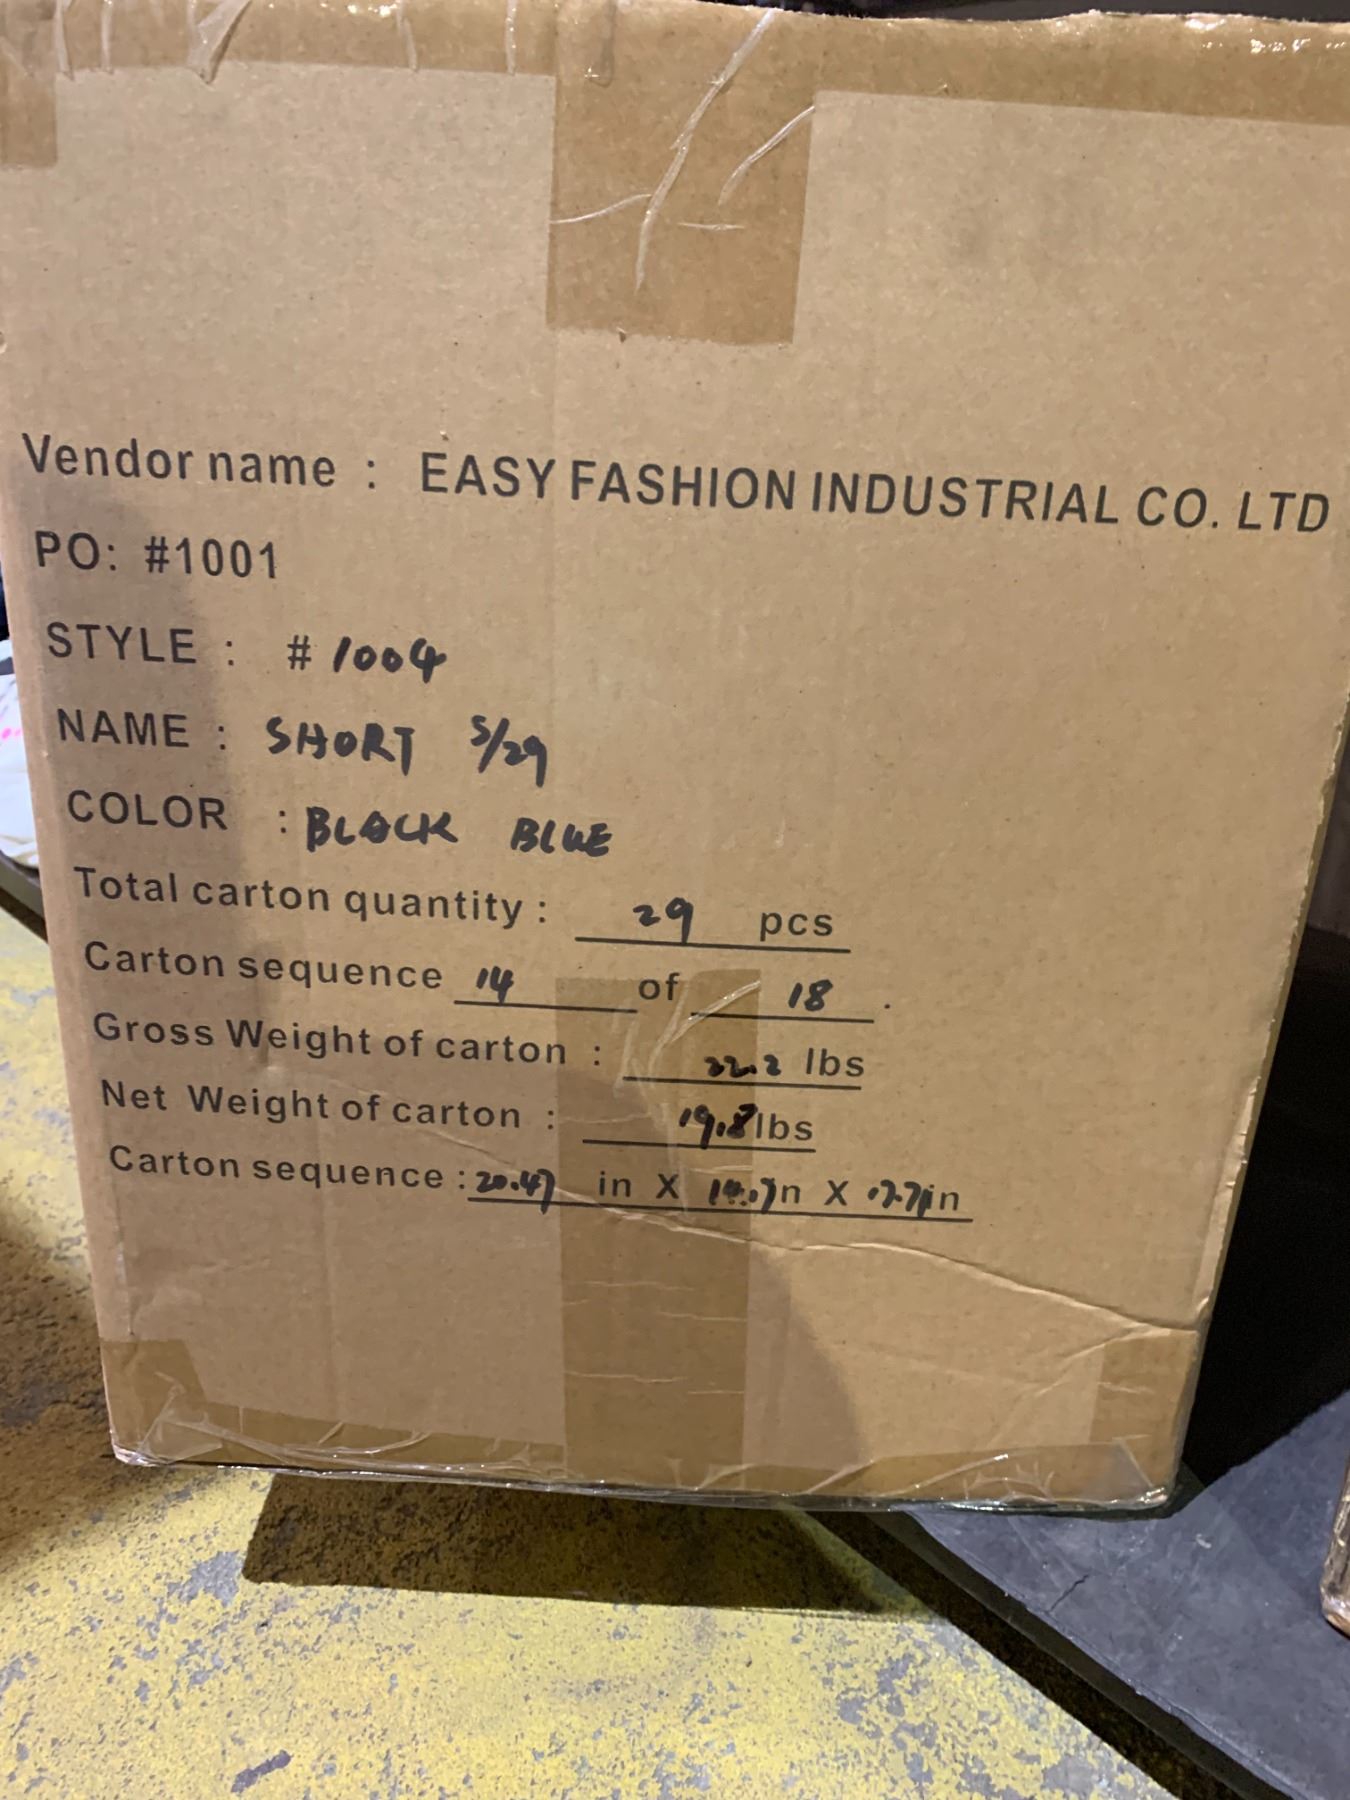 Vendor name : EASY FASHION INDUSTRIAL CO. LTD
PO: #1001
STYLE : #1004
NAME : SHORT S/29
COLOR : BLACK BLUE
Total carton quantity : 29 pcs
Carton sequence 14 of 18 .
Gross Weight of carton : 22.2 lbs
Net Weight of carton : 19.8 lbs
Carton sequence : 20.47 in X in X in